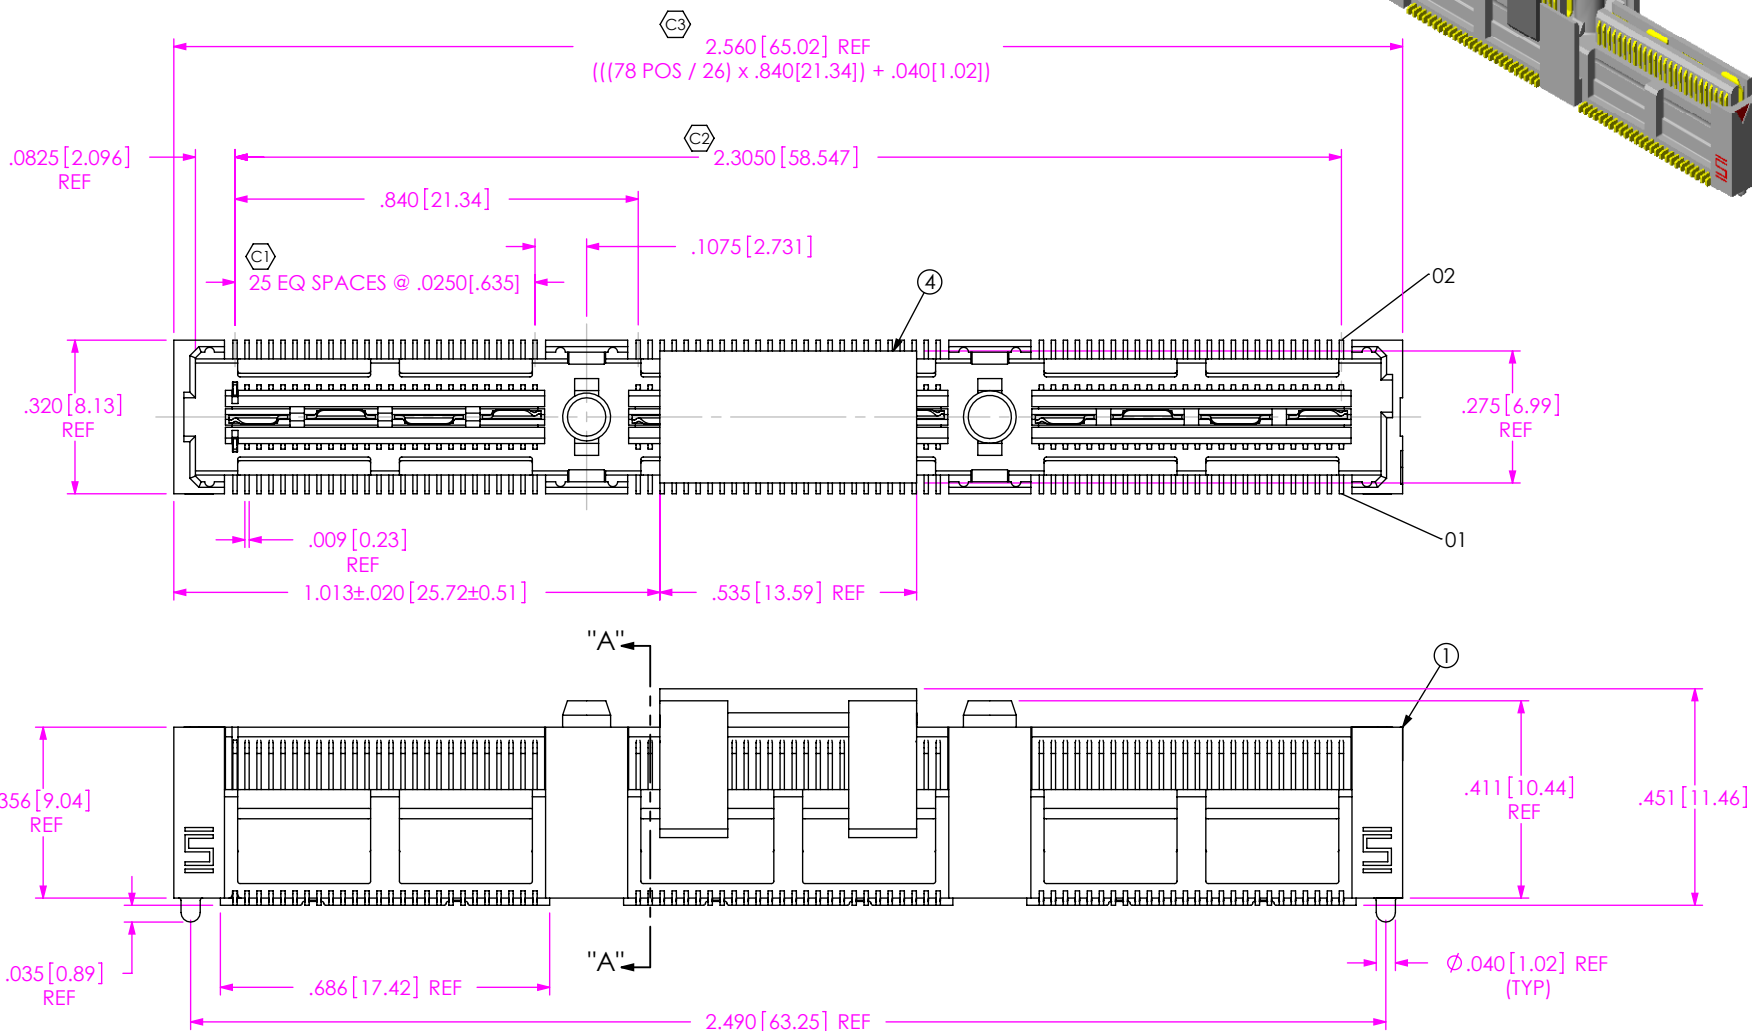 C3
2.560[65.02] REF
(((78 POS / 26) x .840[21.34]) + .040[1.02])
C2
.0825[2.096]
REF
2.3050[58.547]
.840[21.34]
C1
.1075[2.731]
25 EQ SPACES @ .0250[.635]
4
02
.320[8.13]
REF
.275[6.99]
REF
01
.009[0.23]
REF
1.013±.020[25.72±0.51]
.535[13.59] REF
"A"
1
356[9.04]
REF
.411[10.44]
REF
.451[11.46]
"A"
.035[0.89]
REF
.686[17.42] REF
Ø.040[1.02] REF
(TYP)
2.490[63.25] REF